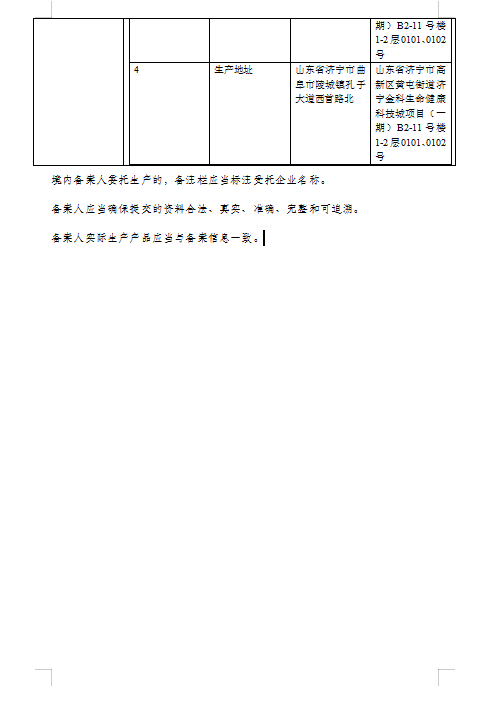 期）B2-11 号楼
1-2 层0101、0102
号
4 生产地址 山东省济宁市曲 山东省济宁市高
阜市陵城镇孔子 新区黄屯街道济
大道西首路北 宁金科生命健康
科技城项目（一
期）B2-11 号楼
1-2 层0101、0102
号
境内备案人委托生产的，备注栏应当标注受托企业名称。
备案人应当确保提交的资料合法、真实、准确、完整和可追溯。
备案人实际生产产品应当与备案信息一致。